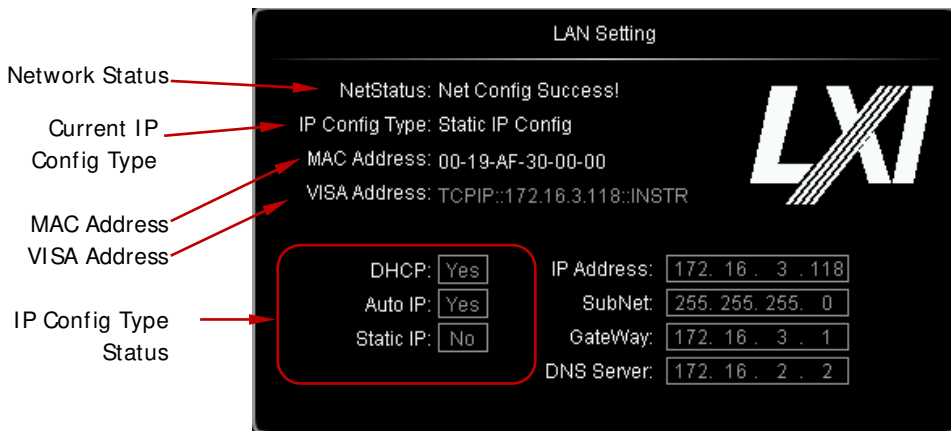 LAN Setting
Network Status
NetStatus: Net Config Success!
Current IP
Config Type
IP Config Type: Static IP Config
MAC Address: 00-19-AF-30-00-00
VISA Address: TCPIP::172.16.3.118::INSTR
LXI
MAC Address
VISA Address
IP Config Type
Status
DHCP: Yes
Auto IP: Yes
Static IP: No
IP Address: 172. 16 . 3 .118
SubNet: 255. 255. 255. 0
GateWay: 172. 16 . 3 . 1
DNS Server: 172. 16 . 2 . 2